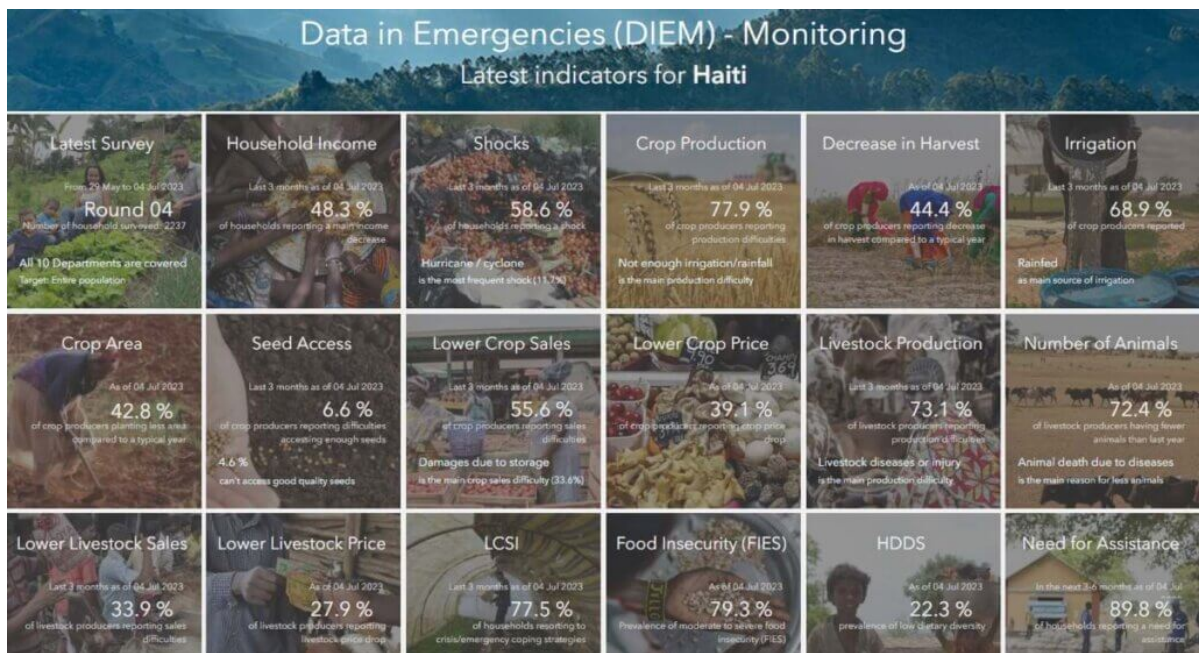 Data in Emergencies (DIEM) - Monitoring
Latest indicators for Haiti
Latest Survey
From 29 May to 04 Jul 2023
Round 04
Number of household surveyed: 2237
All 10 Departments are covered
Target: Entire population
Household Income
Last 3 months as of 04 Jul 2023
48.3 %
of households reporting a main income
decrease
Shocks
Last 3 months as of 04 Jul 2023
58.6 %
of households reporting a shock
Hurricane / cyclone
is the most frequent shock (11.7%)
Crop Production
Last 3 months as of 04 Jul 2023
77.9 %
of crop producers reporting
production difficulties
Not enough irrigation/rainfall
is the main production difficulty
Decrease in Harvest
As of 04 Jul 2023
44.4 %
of crop producers reporting decrease
in harvest compared to a typical year
Irrigation
Last 3 months as of 04 Jul 2023
68.9 %
of crop producers reported
Rainfed
as main source of irrigation
Crop Area
As of 04 Jul 2023
42.8 %
of crop producers planting less area
compared to a typical year
Seed Access
Last 3 months as of 04 Jul 2023
6.6 %
of crop producers reporting difficulties
accessing enough seeds
4.6 %
can't access good quality seeds
Lower Crop Sales
Last 3 months as of 04 Jul 2023
55.6 %
of crop producers reporting sales
difficulties
Damages due to storage
is the main crop sales difficulty (33.6%)
Lower Crop Price
As of 04 Jul 2023
39.1 %
of crop producers reporting crop price
drop
Livestock Production
Last 3 months as of 04 Jul 2023
73.1 %
of livestock producers reporting
production difficulties
Livestock diseases or injury
is the main production difficulty
Number of Animals
As of 04 Jul 2023
72.4 %
of livestock producers having fewer
animals than last year
Animal death due to diseases
is the main reason for less animals
Lower Livestock Sales
Last 3 months as of 04 Jul 2023
33.9 %
of livestock producers reporting sales
difficulties
Lower Livestock Price
As of 04 Jul 2023
27.9 %
of livestock producers reporting
livestock price drop
LCSI
Last 3 months as of 04 Jul 2023
77.5 %
of households resorting to
crisis/emergency coping strategies
Food Insecurity (FIES)
As of 04 Jul 2023
79.3 %
Prevalence of moderate to severe food
insecurity (FIES)
HDDS
As of 04 Jul 2023
22.3 %
prevalence of low dietary diversity
Need for Assistance
In the next 3-6 months as of 04 Jul
89.8 %
of households reporting a need for
assistance